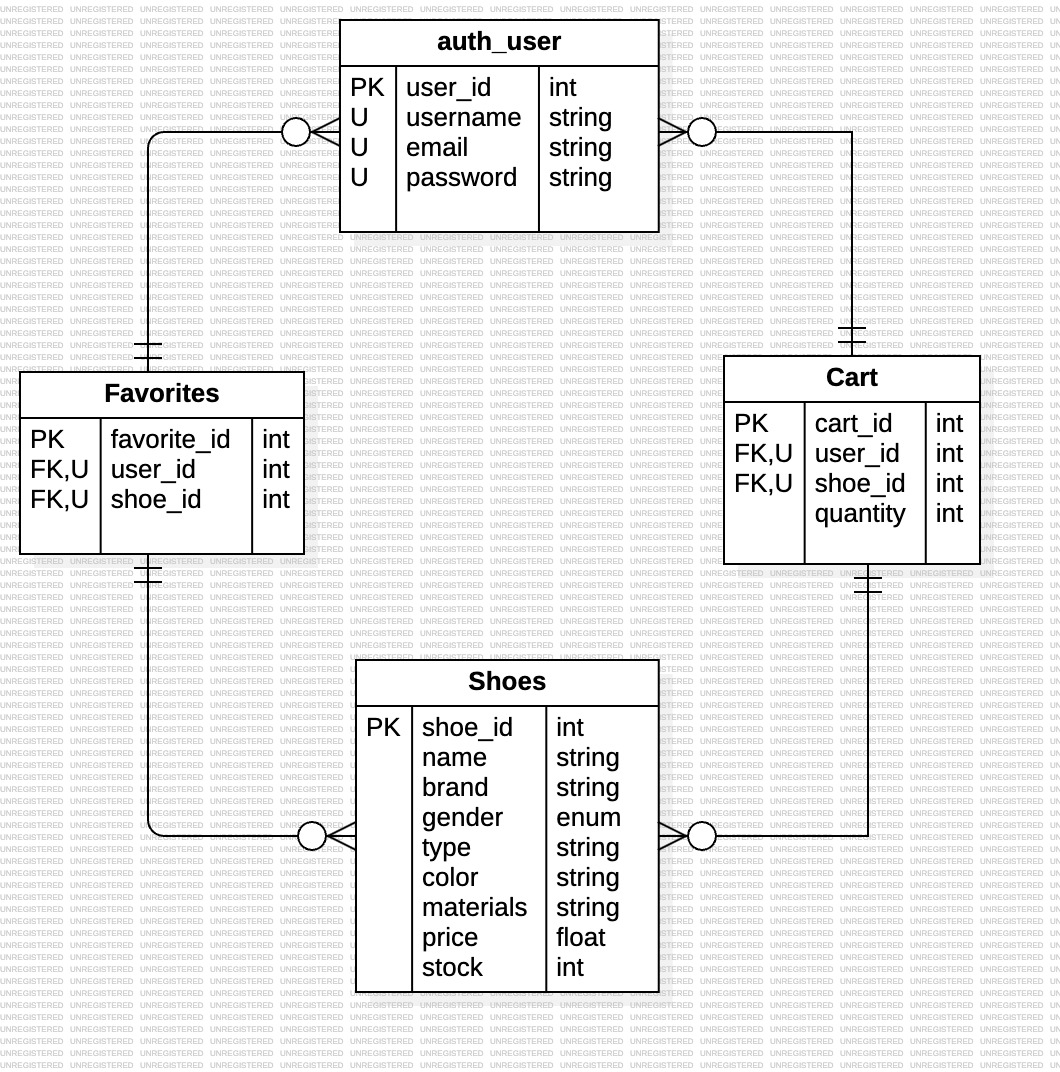 auth_user
PK user_id int
U username string
U email string
U password string
Favorites
PK favorite_id int
FK,U user_id int
FK,U shoe_id int
Cart
PK cart_id int
FK,U user_id int
FK,U shoe_id int
quantity int
Shoes
PK shoe_id int
name string
brand string
gender enum
type string
color string
materials string
price float
stock int
UNREGISTERED